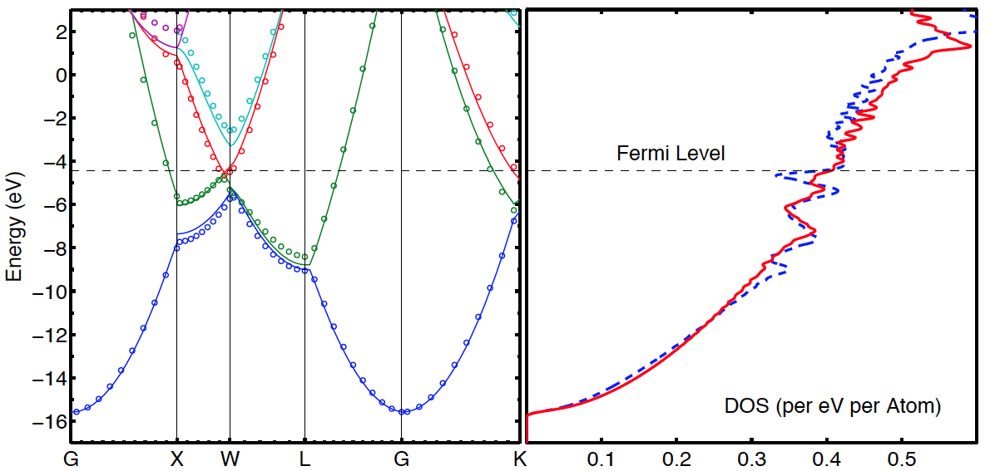 2
0
−2
−4
−6
−8
−10
−12
−14
−16
Energy (eV)
G X W L G K
Fermi Level
DOS (per eV per Atom)
0.1 0.2 0.3 0.4 0.5